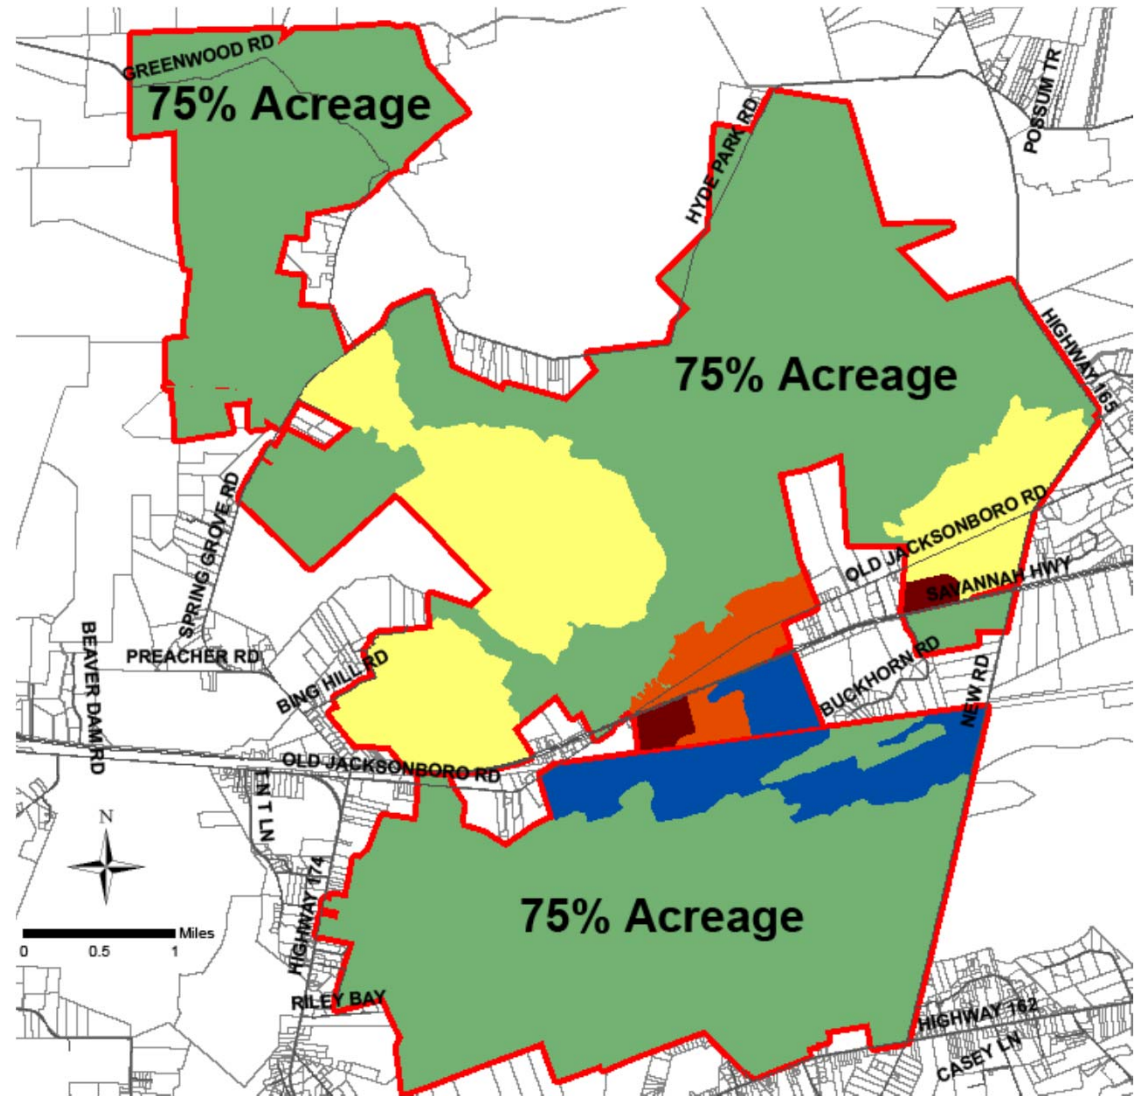 GREENWOOD RD
75% Acreage
POSSUM TR
HYDE PARK RD
HIGHWAY 165
75% Acreage
SPRING GROVE RD
OLD JACKSONBORO RD
SAVANNAH HWY
BEAVER DAM RD
PREACHER RD
BING HILL RD
BUCKHORN RD
NEW RD
OLD JACKSONBORO RD
T N T LN
N
HIGHWAY 174
75% Acreage
Miles
0 0.5 1
RILEY BAY
HIGHWAY 162
CASEY LN